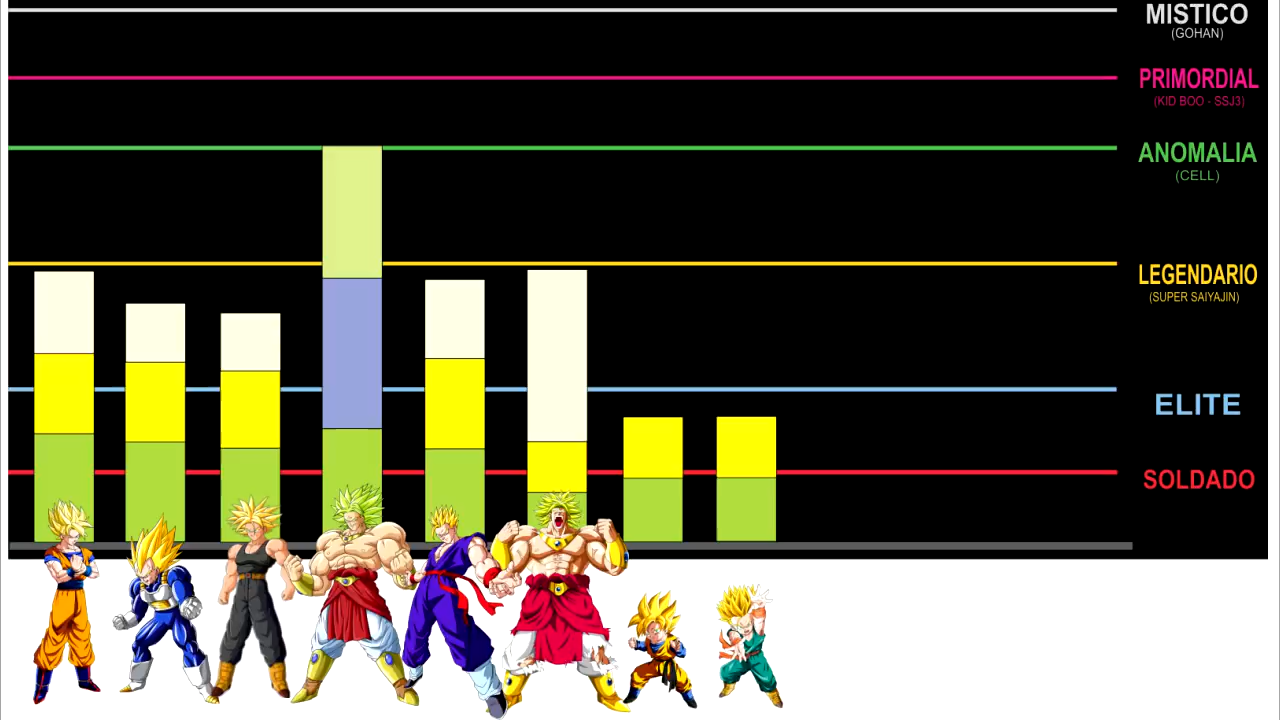 MISTICO
(GOHAN)
PRIMORDIAL
(KID BOO - SSJ3)
ANOMALIA
(CELL)
LEGENDARIO
(SUPER SAIYAJIN)
ELITE
SOLDADO